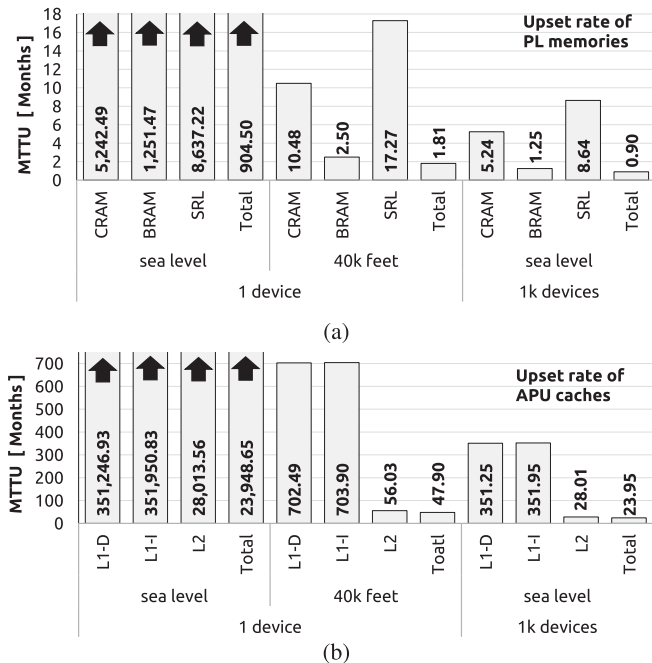 Upset rate of
PL memories
MTTU [ Months ]
18
16
14
12
10
8
6
4
2
0
5,242.49
1,251.47
8,637.22
904.50
10.48
2.50
17.27
1.81
5.24
1.25
8.64
0.90
CRAM
BRAM
SRL
Total
CRAM
BRAM
SRL
Total
CRAM
BRAM
SRL
Total
sea level
40k feet
sea level
1 device
1k devices
(a)
Upset rate of
APU caches
MTTU [ Months ]
700
600
500
400
300
200
100
0
351,246.93
351,950.83
28,013.56
23,948.65
702.49
703.90
56.03
47.90
351.25
351.95
28.01
23.95
L1-D
L1-I
L2
Total
L1-D
L1-I
L2
Toatl
L1-D
L1-I
L2
Total
sea level
40k feet
sea level
1 device
1k devices
(b)